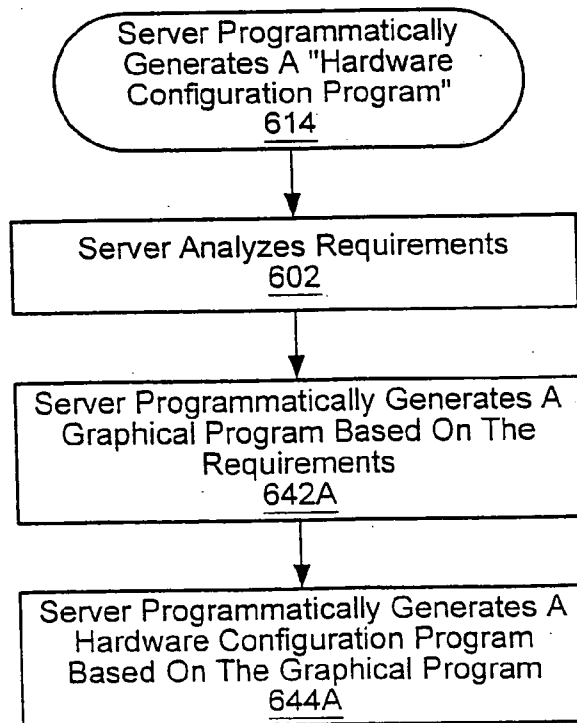 Server Programmatically
Generates A "Hardware
Configuration Program"
614
Server Analyzes Requirements
602
Server Programmatically Generates A
Graphical Program Based On The
Requirements
642A
Server Programmatically Generates A
Hardware Configuration Program
Based On The Graphical Program
644A